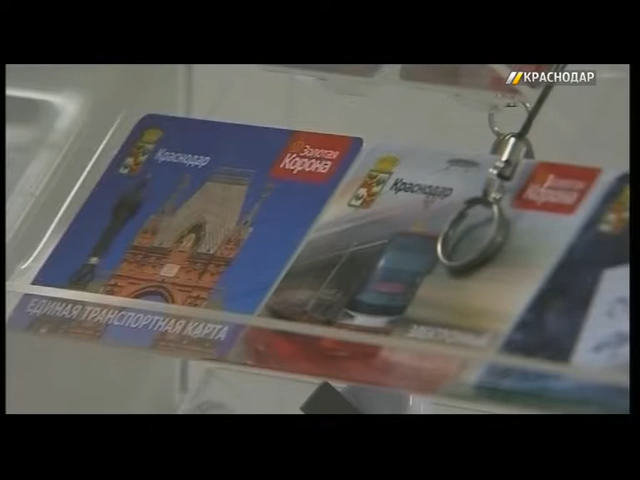 КРАСНОДАР
Краснодар
Золотая
Корона
ЕДИНАЯ ТРАНСПОРТНАЯ КАРТА
Краснодар
Золотая
Корона